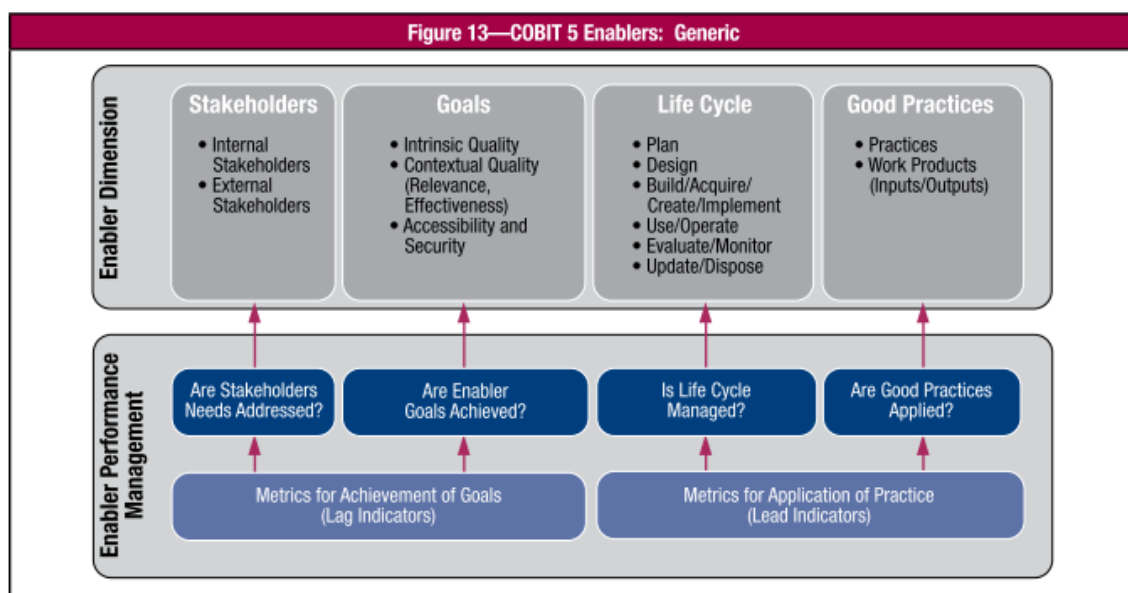 Figure 13—COBIT 5 Enablers: Generic
Enabler Dimension
Stakeholders
• Internal
Stakeholders
• External
Stakeholders
Goals
• Intrinsic Quality
• Contextual Quality
(Relevance,
Effectiveness)
• Accessibility and
Security
Life Cycle
• Plan
• Design
• Build/Acquire/
Create/Implement
• Use/Operate
• Evaluate/Monitor
• Update/Dispose
Good Practices
• Practices
• Work Products
(Inputs/Outputs)
Enabler Performance
Management
Are Stakeholders
Needs Addressed?
Are Enabler
Goals Achieved?
Is Life Cycle
Managed?
Are Good Practices
Applied?
Metrics for Achievement of Goals
(Lag Indicators)
Metrics for Application of Practice
(Lead Indicators)